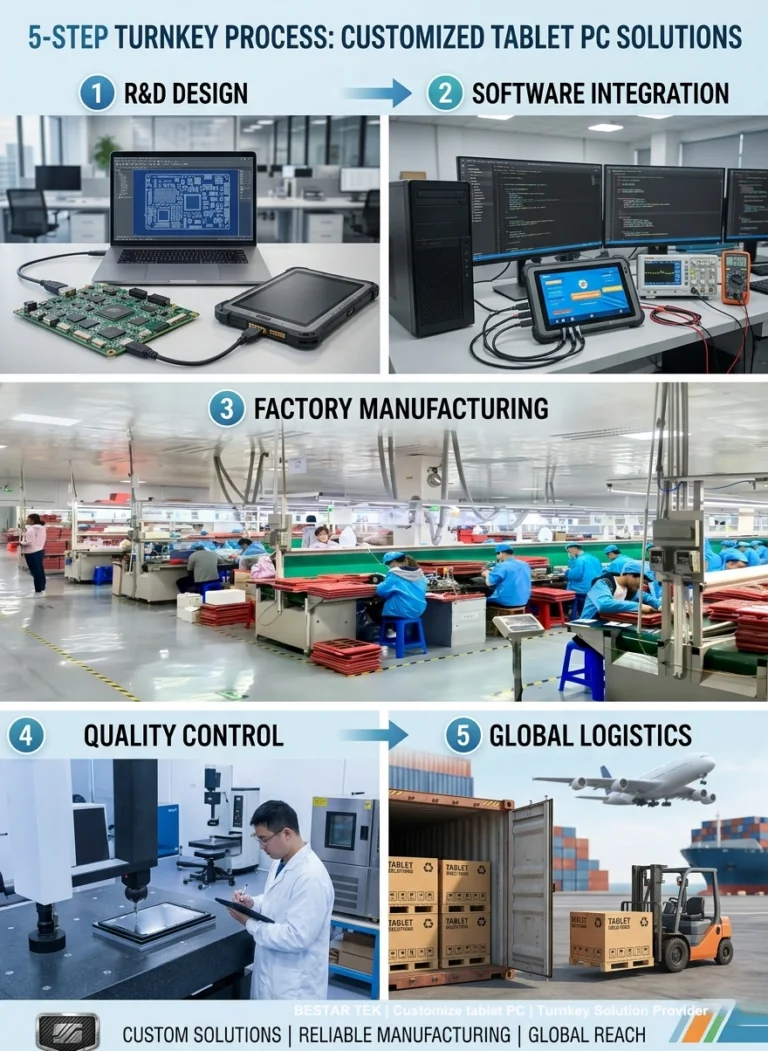 5-STEP TURNKEY PROCESS: CUSTOMIZED TABLET PC SOLUTIONS
1 R&D DESIGN
2 SOFTWARE INTEGRATION
3 FACTORY MANUFACTURING
4 QUALITY CONTROL
5 GLOBAL LOGISTICS
TABLET
TABLET
TABLET
TABLET
TABLET
TABLET
BESTAR TEK | Customize tablet PC | Turnkey Solution Provider
CUSTOM SOLUTIONS | RELIABLE MANUFACTURING | GLOBAL REACH